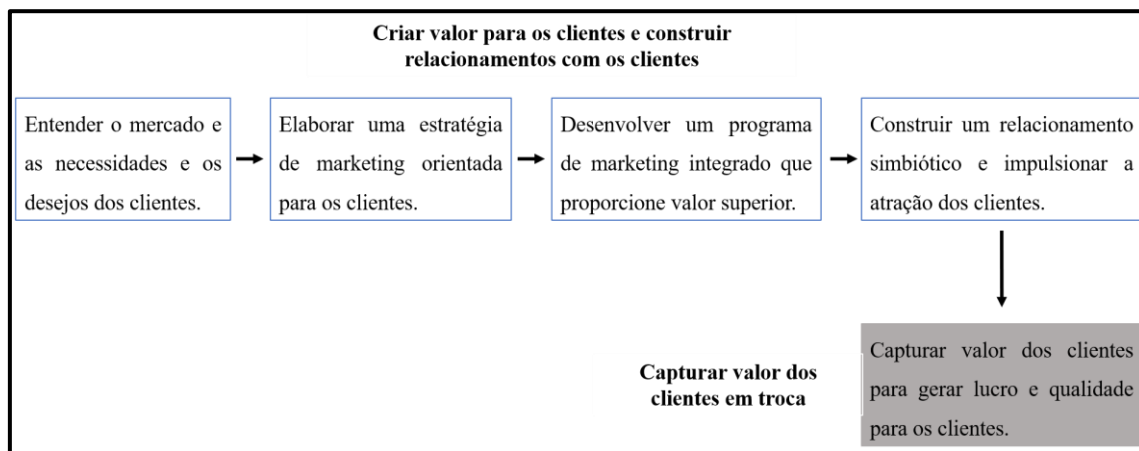 Criar valor para os clientes e construir
relacionamentos com os clientes
Entender o mercado e
as necessidades e os
desejos dos clientes.
Elaborar uma estratégia
de marketing orientada
para os clientes.
Desenvolver um programa
de marketing integrado que
proporcione valor superior.
Construir um relacionamento
simbiótico e impulsionar a
atração dos clientes.
Capturar valor dos
clientes em troca
Capturar valor dos clientes
para gerar lucro e qualidade
para os clientes.